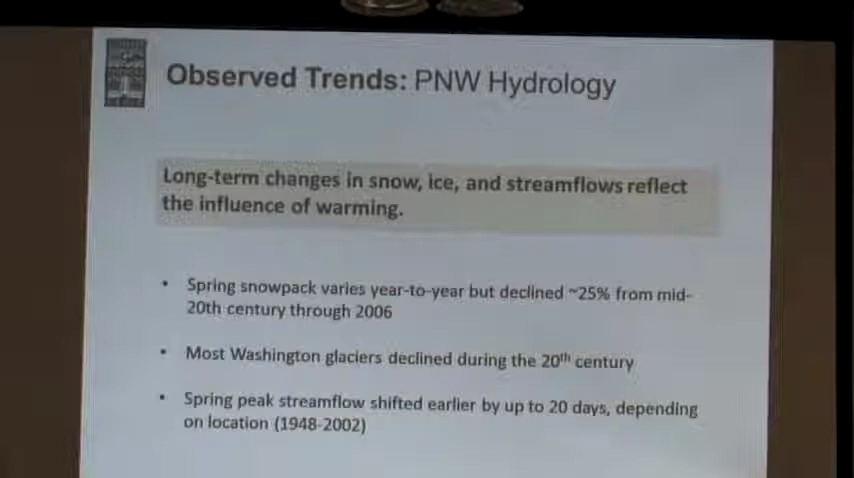 Observed Trends: PNW Hydrology
Long-term changes in snow, ice, and streamflows reflect
the influence of warming.
• Spring snowpack varies year-to-year but declined ~25% from mid-
20th century through 2006
• Most Washington glaciers declined during the 20th century
• Spring peak streamflow shifted earlier by up to 20 days, depending
on location (1948-2002)